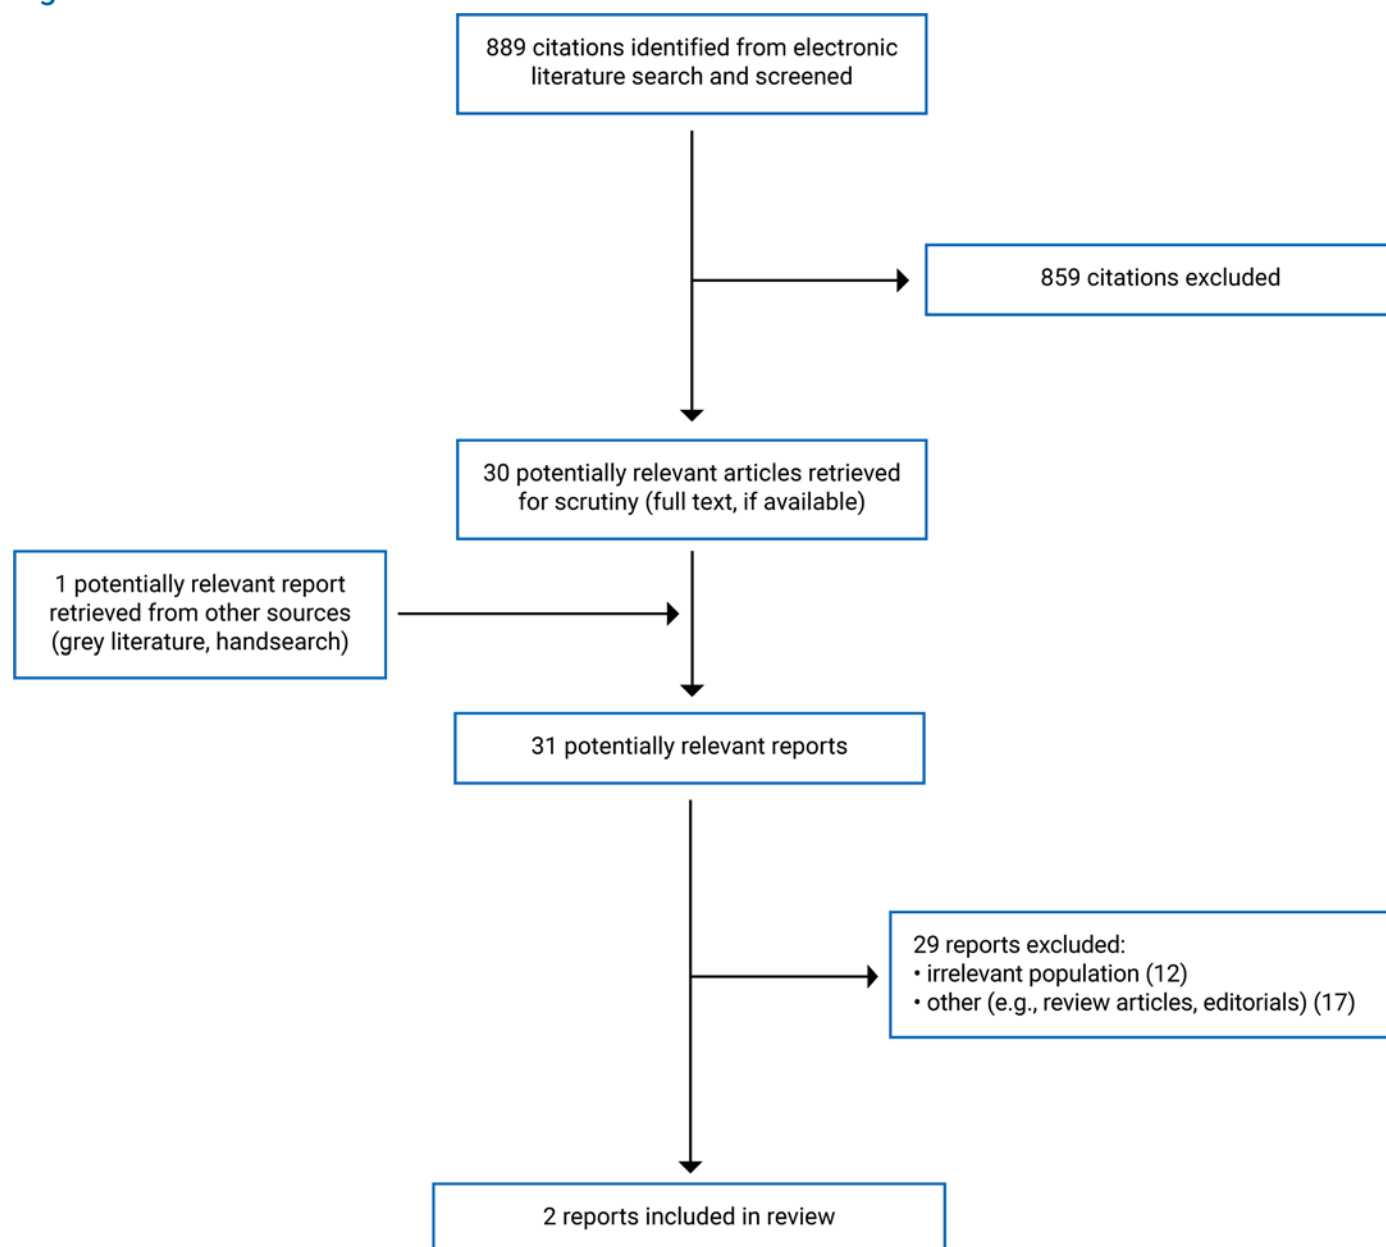 889 citations identified from electronic
literature search and screened
859 citations excluded
30 potentially relevant articles retrieved
for scrutiny (full text, if available)
1 potentially relevant report
retrieved from other sources
(grey literature, handsearch)
31 potentially relevant reports
29 reports excluded:
• irrelevant population (12)
• other (e.g., review articles, editorials) (17)
2 reports included in review